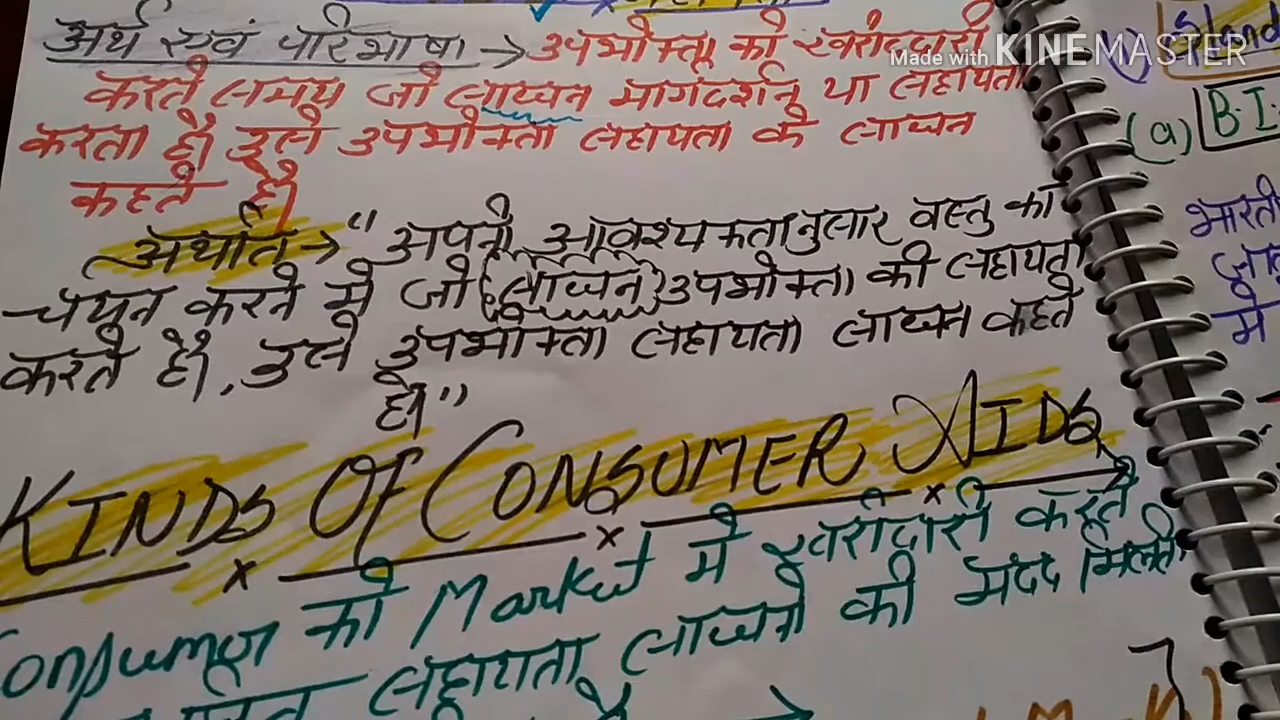 अर्थ एवं परिभाषा → उपभोक्ता को खरीददारी
करते समय जो साधन मार्गदर्शन या सहायता
करता है। उसे उपभोक्ता सहायता के साधन
कहते है।
अर्थात → " अपनी आवश्यकतानुसार वस्तु का
चयन करने में जो साधन उपभोक्ता की सहायता
करते है, उसे उपभोक्ता सहायता साधन कहते
है।"
KINDS OF CONSUMER AIDS
Consumer को Market में खरीदारी करते
सहायता साधनो की मदद मिलती
Made with KINEMASTER
(a) B.I.
भारती
में